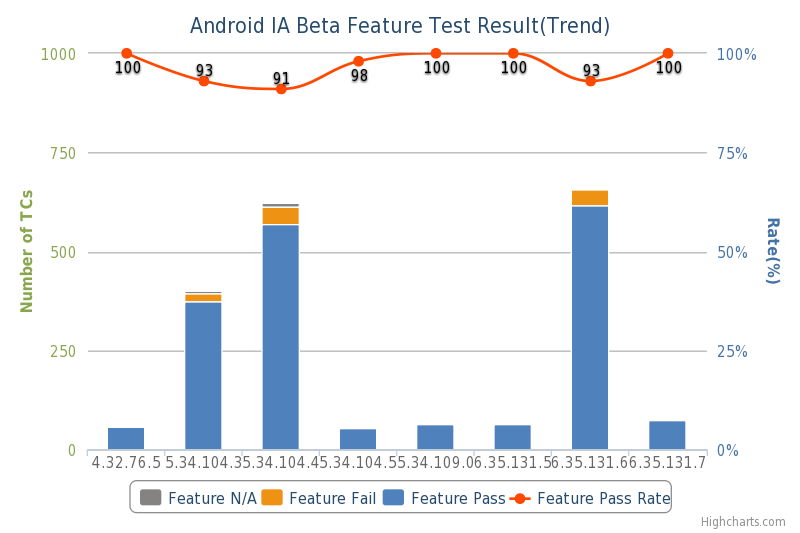 Android IA Beta Feature Test Result(Trend)
1000 100%
100 93 91 98 100 100 93 100
750 75%
Number of TCs
Rate(%)
500 50%
250 25%
0 0%
4.32.76.5 5.34.104.3 5.34.104.4 5.34.104.5 5.34.109.0 6.35.131.5 6.35.131.6 6.35.131.7
Feature N/A Feature Fail Feature Pass Feature Pass Rate
Highcharts.com